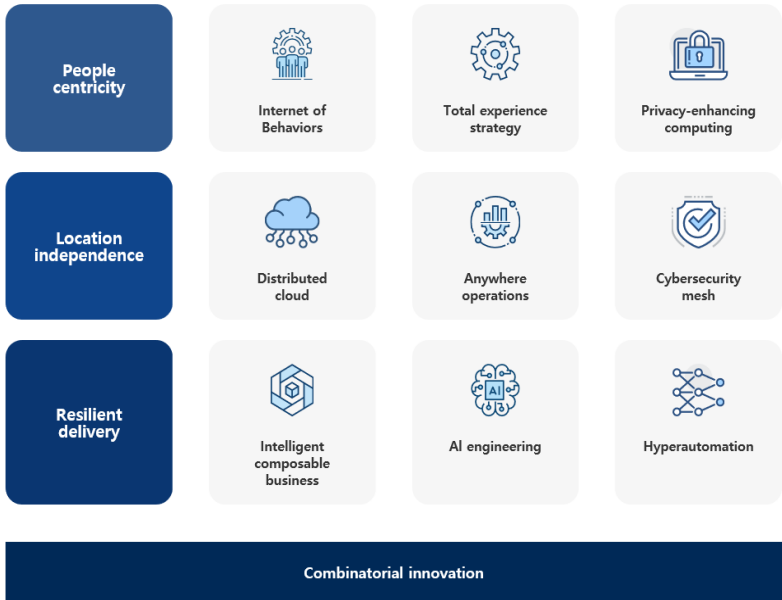 People
centricity
Internet of
Behaviors
Total experience
strategy
Privacy-enhancing
computing
Location
independence
Distributed
cloud
Anywhere
operations
Cybersecurity
mesh
Resilient
delivery
Intelligent
composable
business
AI
AI engineering
Hyperautomation
Combinatorial innovation